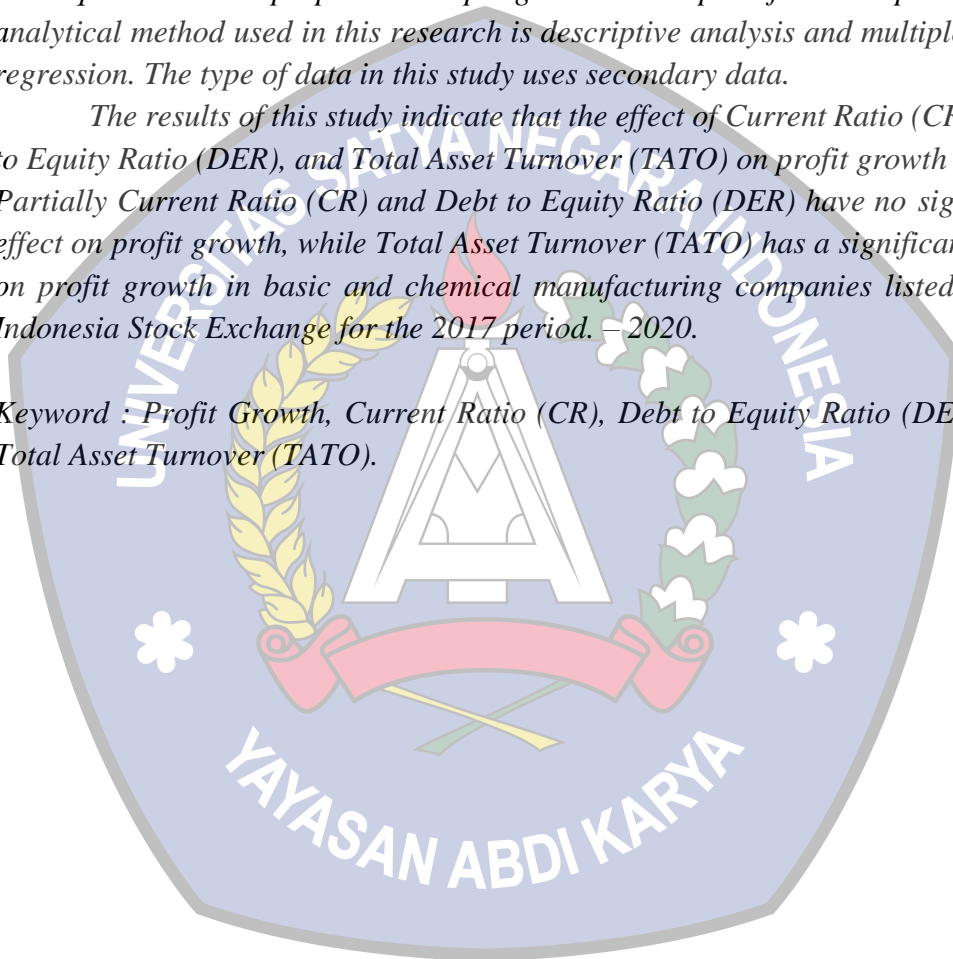 analytical method used in this research is descriptive analysis and multiple
regression. The type of data in this study uses secondary data.
The results of this study indicate that the effect of Current Ratio (CR
to Equity Ratio (DER), and Total Asset Turnover (TATO) on profit growth
Partially Current Ratio (CR) and Debt to Equity Ratio (DER) have no sig
effect on profit growth, while Total Asset Turnover (TATO) has a significan
on profit growth in basic and chemical manufacturing companies listed
Indonesia Stock Exchange for the 2017 period. – 2020.
Keyword : Profit Growth, Current Ratio (CR), Debt to Equity Ratio (DE
Total Asset Turnover (TATO).
UNIVERSITAS SATYA NEGARA INDONESIA
YAYASAN ABDI KARYA